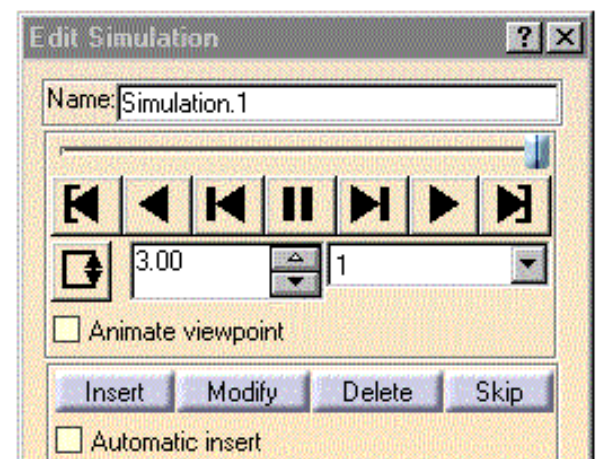 Edit Simulation ? ×
Name: Simulation.1
3.00 1
Animate viewpoint
Insert Modify Delete Skip
Automatic insert